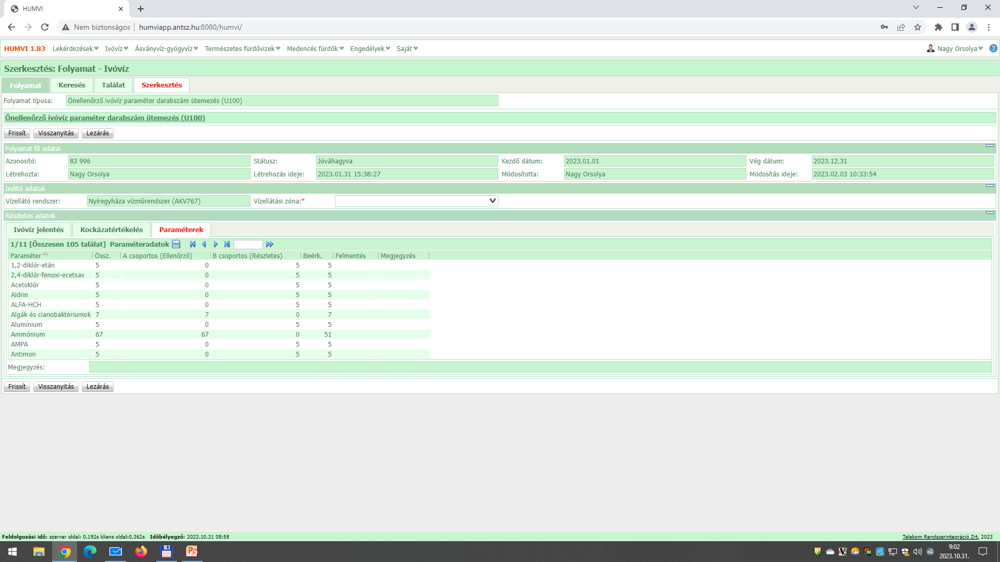 HUMVI
Nem biztonságos
humviapp.antsz.hu:8080/humvi/
HUMVI 1.83 Lekérdezések Ivóvíz Ásványvíz-gyógyvíz Természetes fürdővizek Medencés fürdők Engedélyek Saját Nagy Orsolya ?
Szerkesztés: Folyamat - Ivóvíz
Folyamat Keresés Találat Szerkesztés
Folyamat típusa: Önellenőrző ivóvíz paraméter darabszám ütemezés (U100)
Önellenőrző ivóvíz paraméter darabszám ütemezés (U100)
Frissít Visszanyitás Lezárás
Folyamat fő adatai
Azonosító: 83 996 Státusz: Jóváhagyva Kezdő dátum: 2023.01.01 Vég dátum: 2023.12.31
Létrehozta: Nagy Orsolya Létrehozás ideje: 2023.01.31 15:38:27 Módosította: Nagy Orsolya Módosítás ideje: 2023.02.03 10:33:54
Indító adatok
Vízellátó rendszer: Nyíregyháza vízműrendszer (AKV767) Vízellátási zóna:*
Részletes adatok
Ivóvíz jelentés Kockázatértékelés Paraméterek
1/11 [Összesen 105 találat] Paraméteradatok
Paraméter Össz. A csoportos (Ellenőrző) B csoportos (Részletes) Beérk. Felmentés Megjegyzés
1,2-diklór-etán 5 0 5 5
2,4-diklór-fenoxi-ecetsav 5 0 5 5
Acetoklór 5 0 5 5
Aldrin 5 0 5 5
ALFA-HCH 5 0 5 5
Algák és cianobaktériumok 7 7 0 7
Alumínium 5 0 5 5
Ammónium 67 67 0 51
AMPA 5 0 5 5
Antimon 5 0 5 5
Megjegyzés:
Frissít Visszanyitás Lezárás
Feldolgozási idő: szerver oldal: 0,192s kliens oldal:0,362s Időbélyegző: 2023.10.31 08:58
Telekom Rendszerintegráció Zrt. 2023
9:02
2023.10.31.